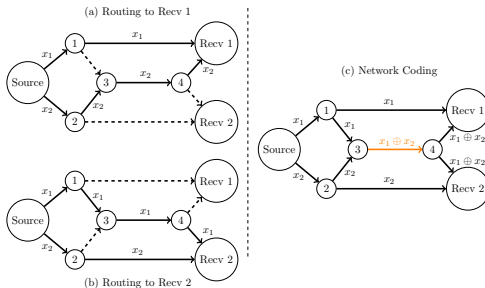 (a) Routing to Recv 1
x₁
1
x₁
Recv 1
Source
3
x₂
4
x₂
x₂
x₂
2
Recv 2
1
Recv 1
x₁
x₁
Source
3
x₁
4
x₂
x₁
2
x₂
Recv 2
(b) Routing to Recv 2
(c) Network Coding
1
x₁
Recv 1
x₁
x₁
x₁ ⊕ x₂
Source
3
x₁ ⊕ x₂
4
x₁ ⊕ x₂
x₂
x₂
2
x₂
Recv 2